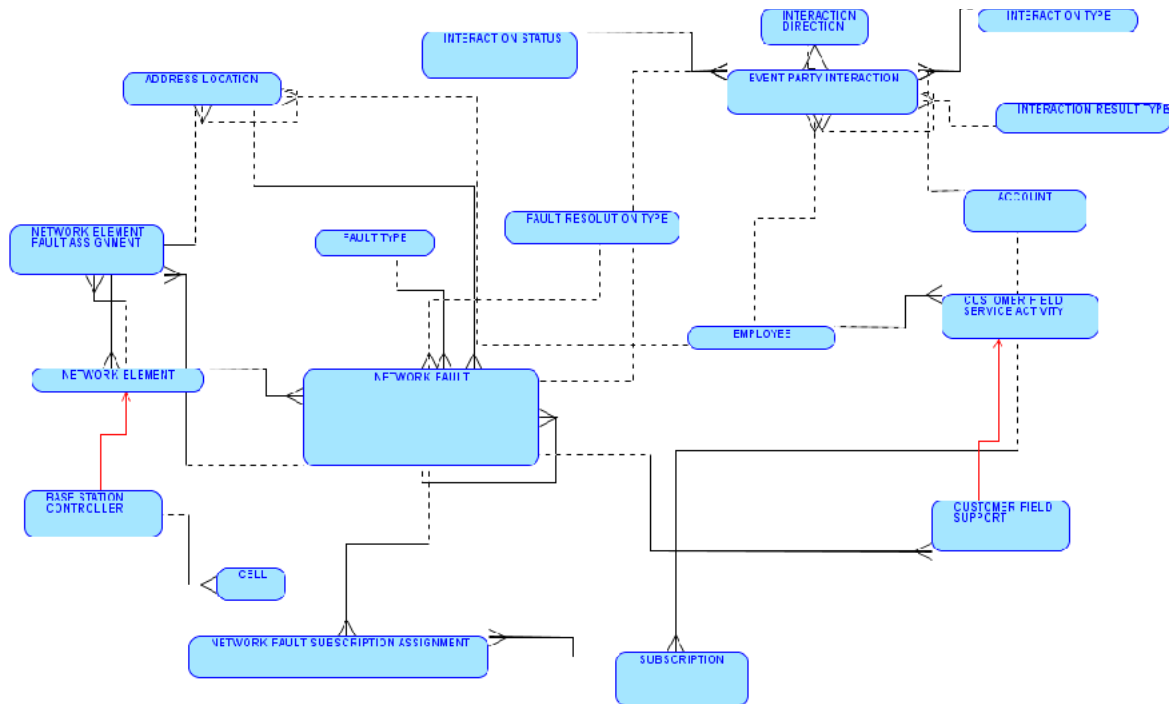 INTERACTION
DIRECTION
INTERACTION TYPE
INTERACTION STATUS
ADDRESS LOCATION
EVENT PARTY INTERACTION
INTERACTION RESULT TYPE
ACCOUNT
NETWORK ELEMENT
FAULT ASSIGNMENT
FAULT TYPE
FAULT RESOLUTION TYPE
CUSTOMER FIELD
SERVICE ACTIVITY
EMPLOYEE
NETWORK ELEMENT
NETWORK FAULT
BASE STATION
CONTROLLER
CUSTOMER FIELD
SUPPORT
CELL
NETWORK FAULT SUBSCRIPTION ASSIGNMENT
SUBSCRIPTION